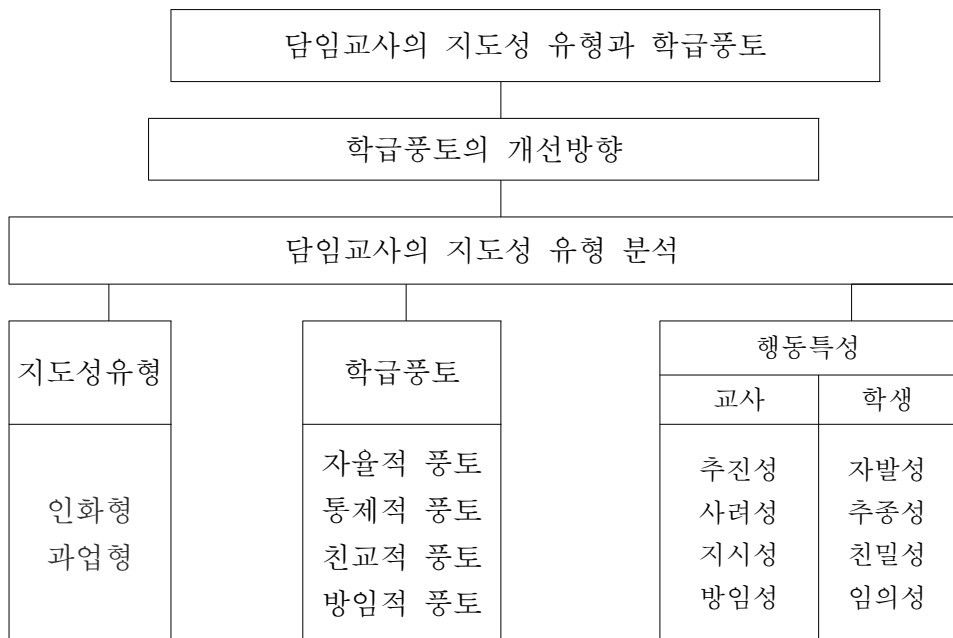 담임교사의 지도성 유형과 학급풍토
학급풍토의 개선방향
담임교사의 지도성 유형 분석
지도성유형
인화형
과업형
학급풍토
자율적 풍토
통제적 풍토
친교적 풍토
방임적 풍토
행동특성
교사
학생
추진성
사려성
지시성
방임성
자발성
추종성
친밀성
임의성